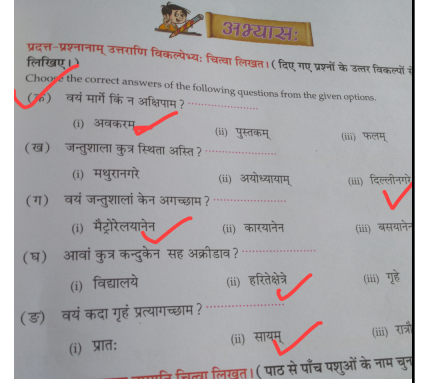 अभ्यासः
प्रदत्त-प्रश्नानाम् उत्तराणि विकल्पेभ्यः चित्वा लिखत। ( दिए गए प्रश्नों के उत्तर विकल्पों से
लिखिए। )
Choose the correct answers of the following questions from the given options.
(क) वयं मार्गे किं न अक्षिपाम ?
(i) अवकरम् (ii) पुस्तकम् (iii) फलम्
(ख) जन्तुशाला कुत्र स्थिता अस्ति ?
(i) मथुरानगरे (ii) अयोध्यायाम् (iii) दिल्लीनगरे
(ग) वयं जन्तुशालां केन अगच्छाम ?
(i) मैट्रोरेलयानेन (ii) कारयानेन (iii) बसयानेन
(घ) आवां कुत्र कन्दुकेन सह अक्रीडाव ?
(i) विद्यालये (ii) हरितेक्षेत्रे (iii) गृहे
(ङ) वयं कदा गृहं प्रत्यागच्छाम ?
(i) प्रातः (ii) सायम् (iii) रात्रौ
चित्वा लिखत। ( पाठ से पाँच पशुओं के नाम चुन